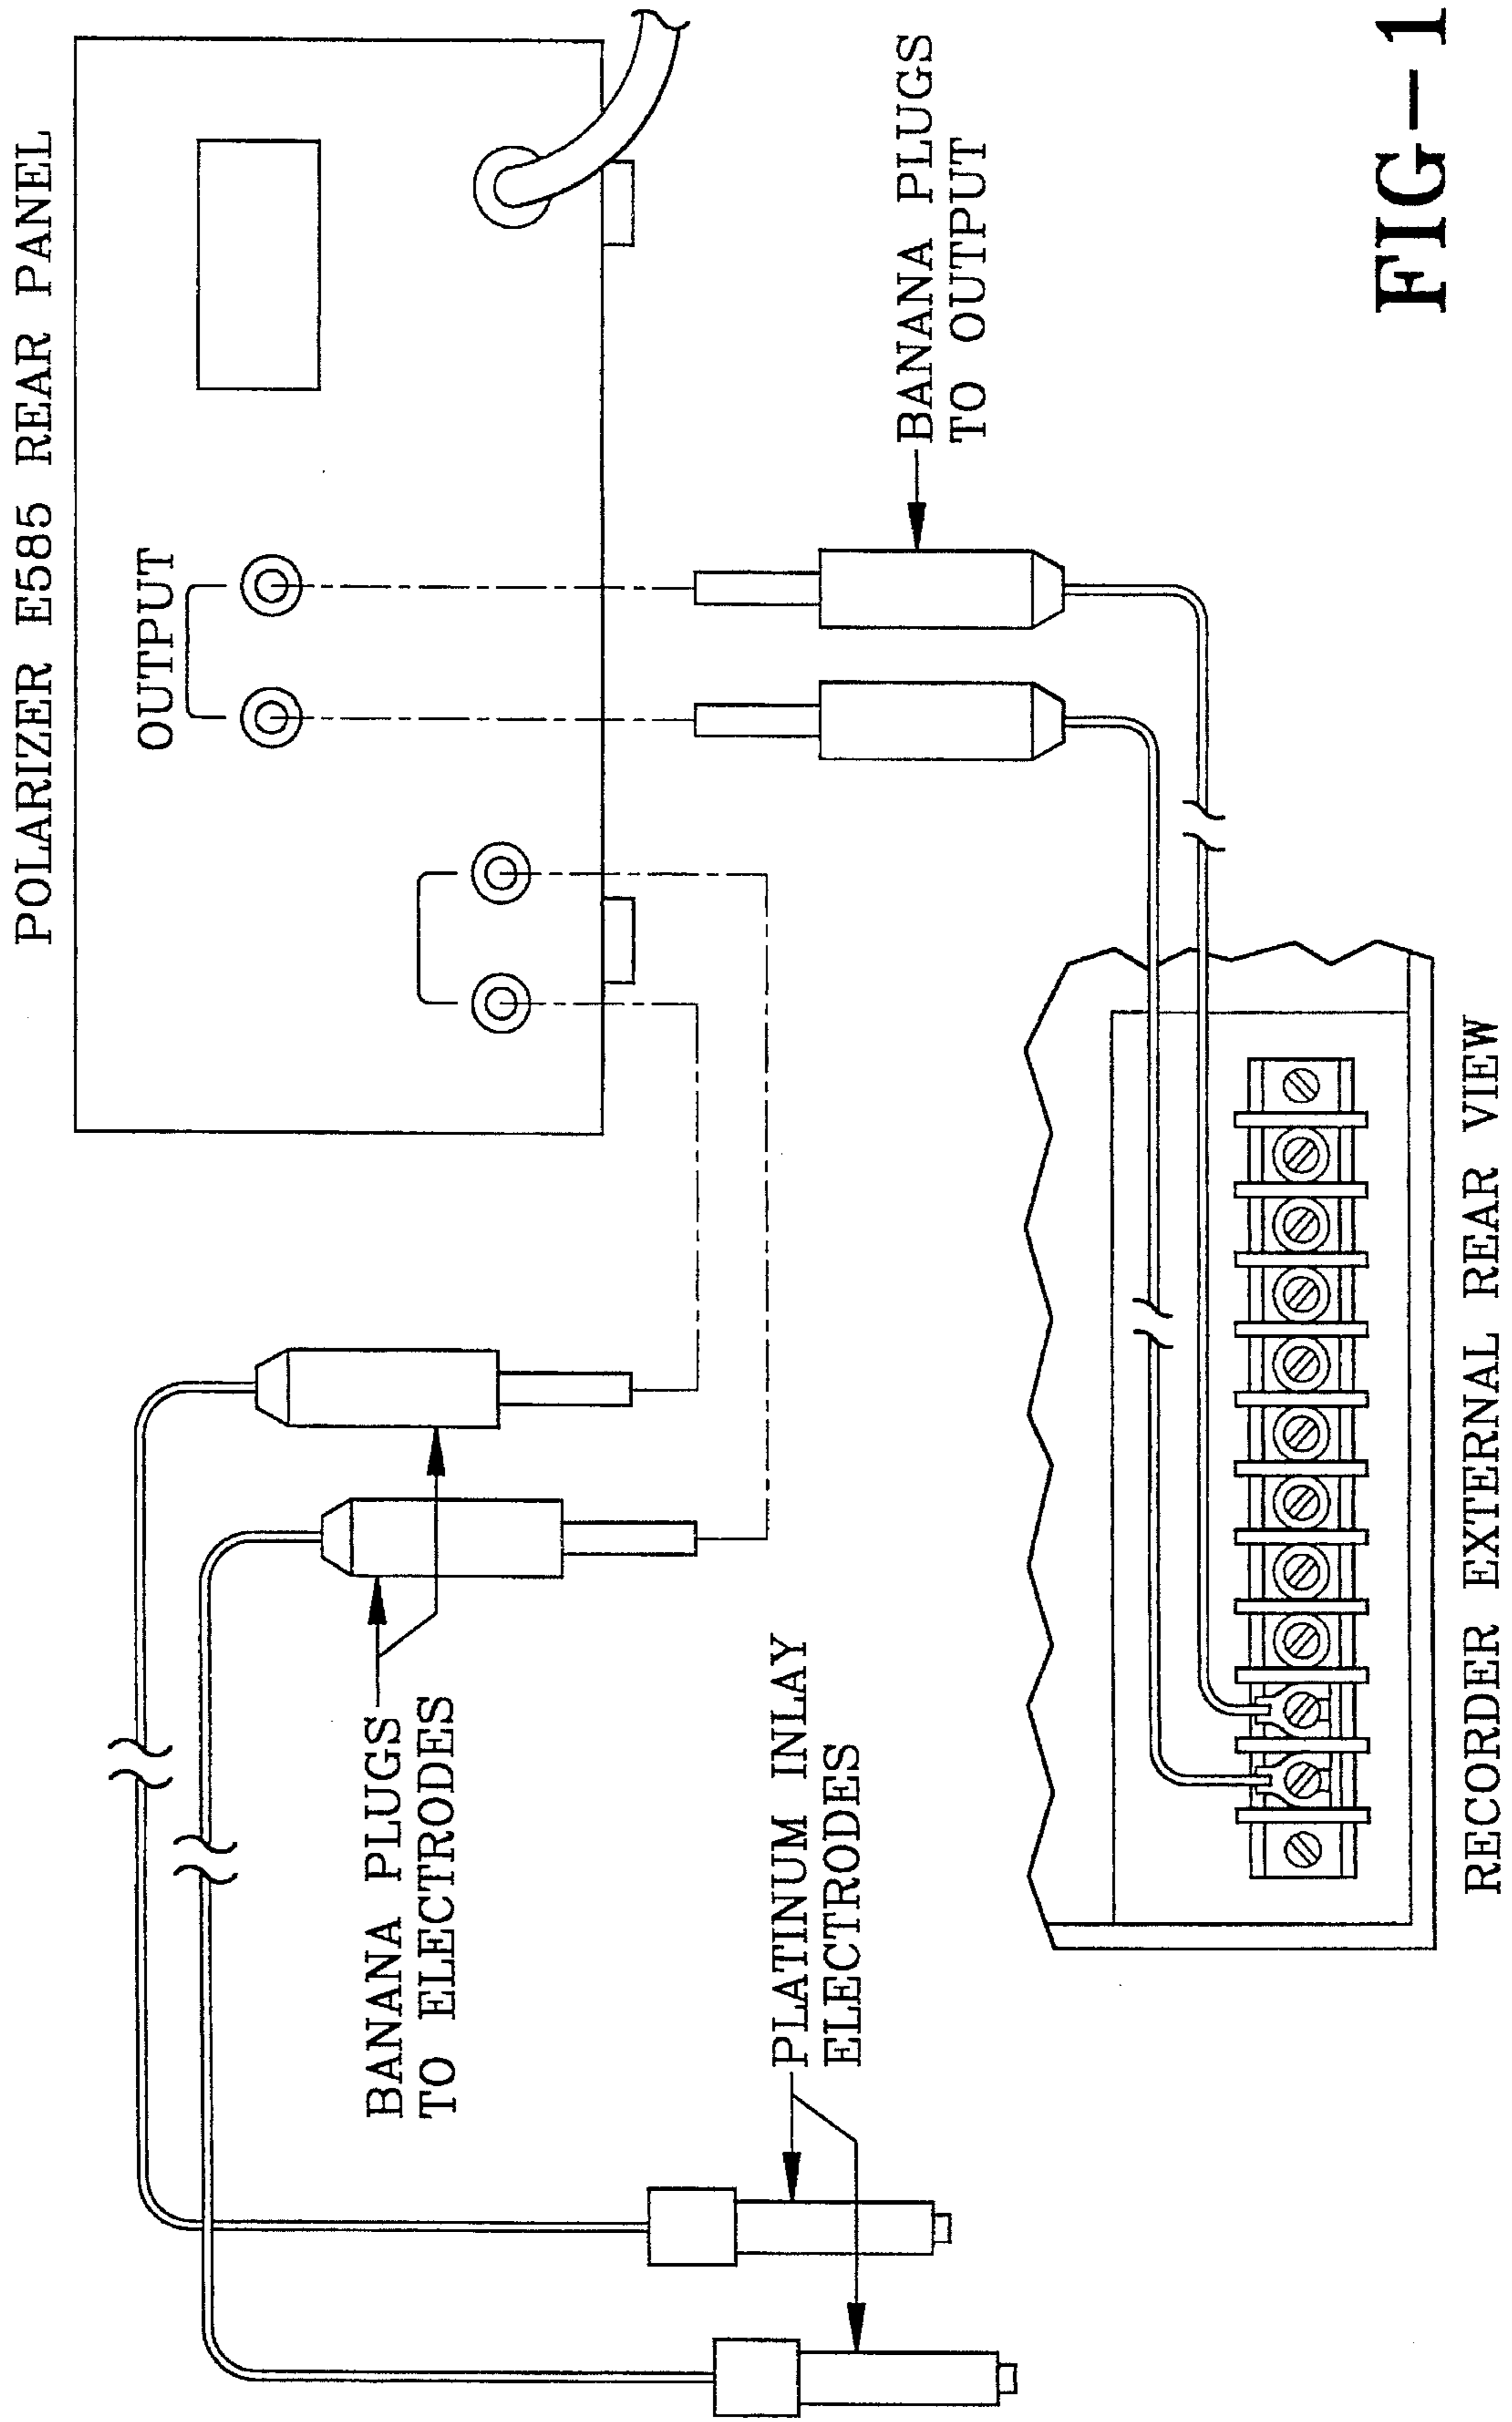 POLARIZER E585 REAR PANEL
OUTPUT
BANANA PLUGS
TO ELECTRODES
BANANA PLUGS
TO OUTPUT
PLATINUM INLAY
ELECTRODES
RECORDER EXTERNAL REAR VIEW
FIG-1